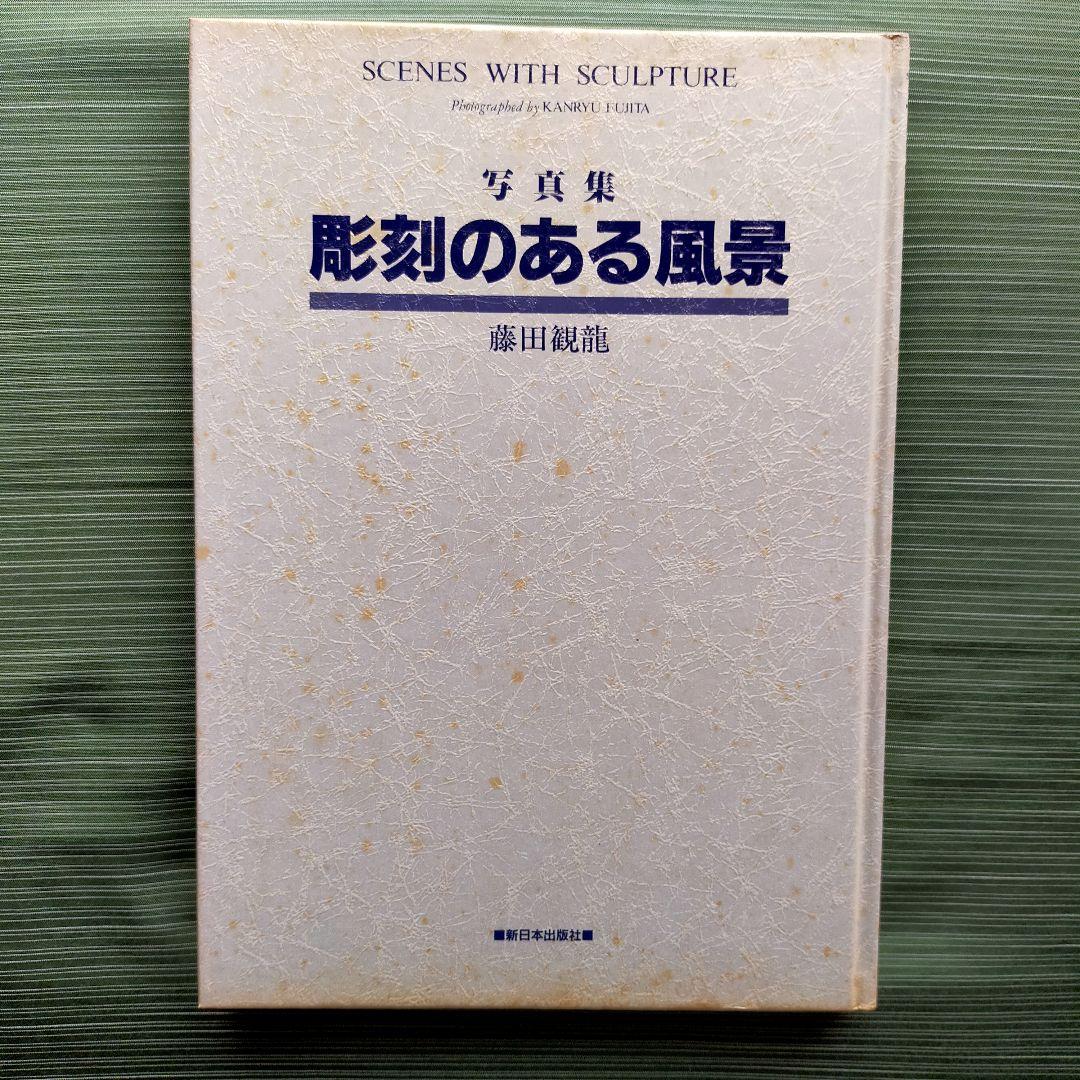 SCENES WITH SCULPTURE
Photographed by KANRYU FUJITA
写真集
彫刻のある風景
藤田観龍
■新日本出版社■